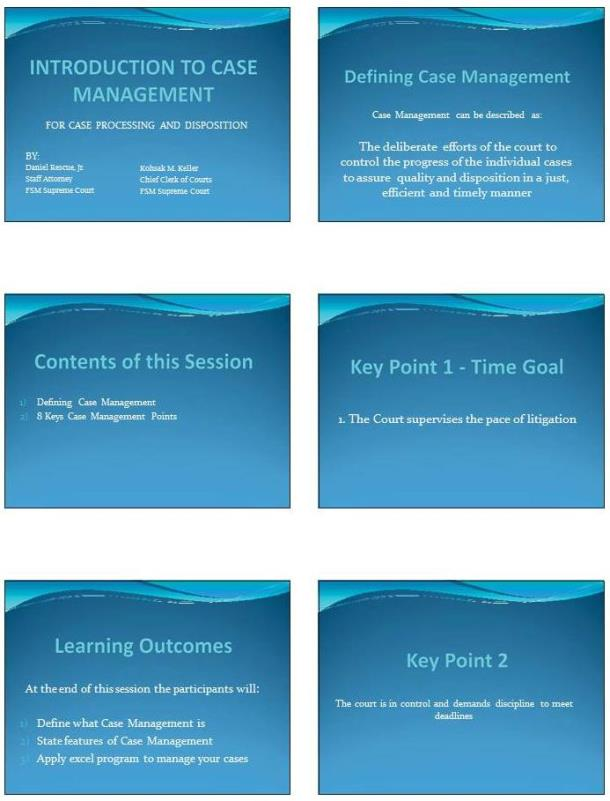 INTRODUCTION TO CASE
MANAGEMENT
FOR CASE PROCESSING AND DISPOSITION
BY:
Daniel Rescue, Jr
Staff Attorney
FSM Supreme Court
Kohsak M. Keller
Chief Clerk of Courts
FSM Supreme Court
Contents of this Session
1) Defining Case Management
2) 8 Keys Case Management Points
Learning Outcomes
At the end of this session the participants will:
1) Define what Case Management is
2) State features of Case Management
3) Apply excel program to manage your cases
Defining Case Management
Case Management can be described as:
The deliberate efforts of the court to
control the progress of the individual cases
to assure quality and disposition in a just,
efficient and timely manner
Key Point 1 - Time Goal
1. The Court supervises the pace of litigation
Key Point 2
The court is in control and demands discipline to meet
deadlines